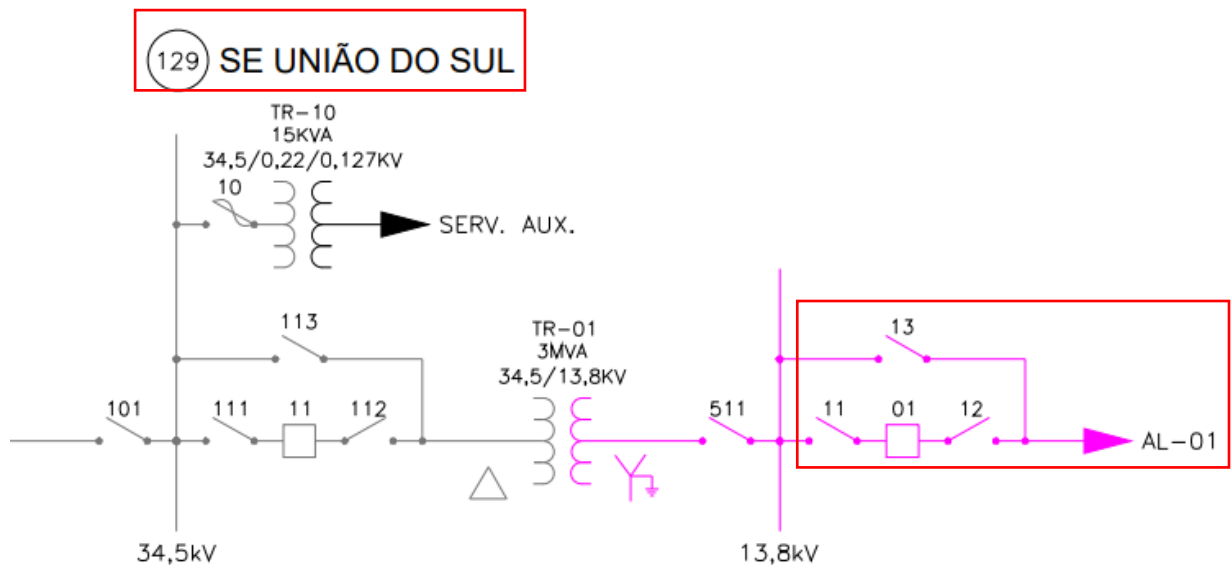 129 SE UNIÃO DO SUL
TR-10
15KVA
34,5/0,22/0,127KV
10
SERV. AUX.
113
TR-01
3MVA
34,5/13,8KV
13
101
111
11
112
511
11
01
12
AL-01
34,5kV
13,8kV